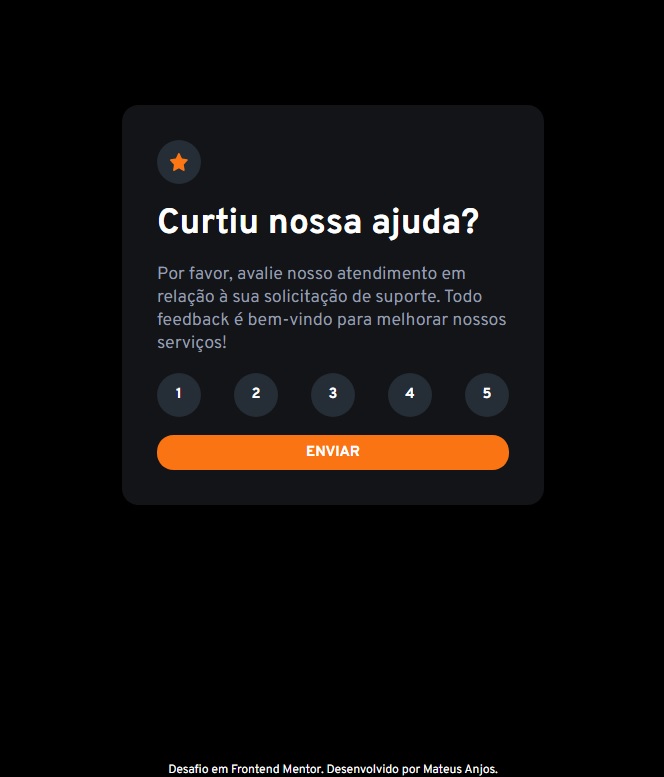 Curtiu nossa ajuda?
Por favor, avalie nosso atendimento em
relação à sua solicitação de suporte. Todo
feedback é bem-vindo para melhorar nossos
serviços!
1 2 3 4 5
ENVIAR
Desafio em Frontend Mentor. Desenvolvido por Mateus Anjos.